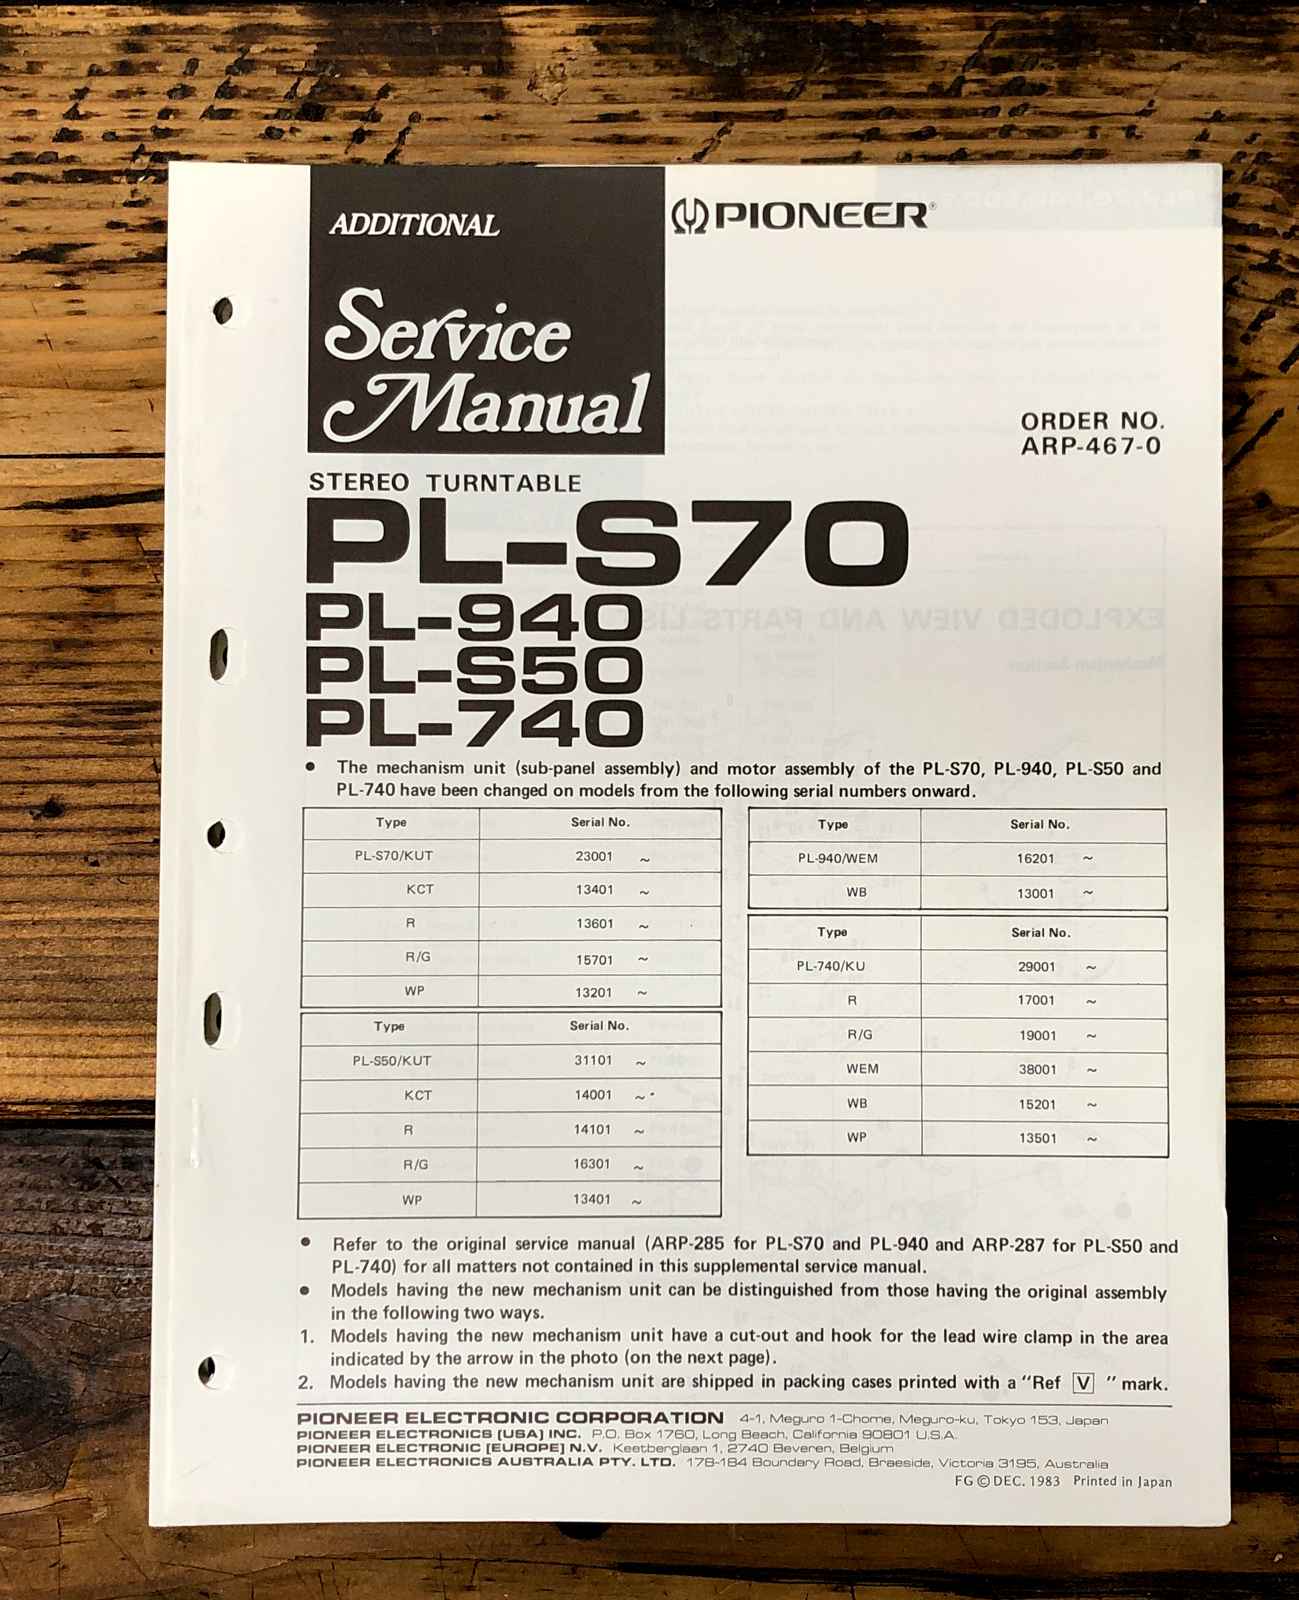 ADDITIONAL
Service
Manual
PIONEER®
ORDER NO.
ARP-467-0
STEREO TURNTABLE
PL-S70
PL-940
PL-S50
PL-740
● The mechanism unit (sub-panel assembly) and motor assembly of the PL-S70, PL-940, PL-S50 and
PL-740 have been changed on models from the following serial numbers onward.
Type Serial No.
PL-S70/KUT 23001 ~
KCT 13401 ~
R 13601 ~
R/G 15701 ~
WP 13201 ~
Type Serial No.
PL-S50/KUT 31101 ~
KCT 14001 ~
R 14101 ~
R/G 16301 ~
WP 13401 ~
Type Serial No.
PL-940/WEM 16201 ~
WB 13001 ~
Type Serial No.
PL-740/KU 29001 ~
R 17001 ~
R/G 19001 ~
WEM 38001 ~
WB 15201 ~
WP 13501 ~
● Refer to the original service manual (ARP-285 for PL-S70 and PL-940 and ARP-287 for PL-S50 and
PL-740) for all matters not contained in this supplemental service manual.
● Models having the new mechanism unit can be distinguished from those having the original assembly
in the following two ways.
1. Models having the new mechanism unit have a cut-out and hook for the lead wire clamp in the area
indicated by the arrow in the photo (on the next page).
2. Models having the new mechanism unit are shipped in packing cases printed with a "Ref V " mark.
PIONEER ELECTRONIC CORPORATION 4-1, Meguro 1-Chome, Meguro-ku, Tokyo 153, Japan
PIONEER ELECTRONICS [USA] INC. P.O. Box 1760, Long Beach, California 90801 U.S.A.
PIONEER ELECTRONIC [EUROPE] N.V. Keetberglaan 1, 2740 Beveren, Belgium
PIONEER ELECTRONICS AUSTRALIA PTY. LTD. 178-184 Boundary Road, Braeside, Victoria 3195, Australia
FG © DEC. 1983 Printed in Japan
EXPLODED VIEW AND PARTS LIS
Mechanism Section